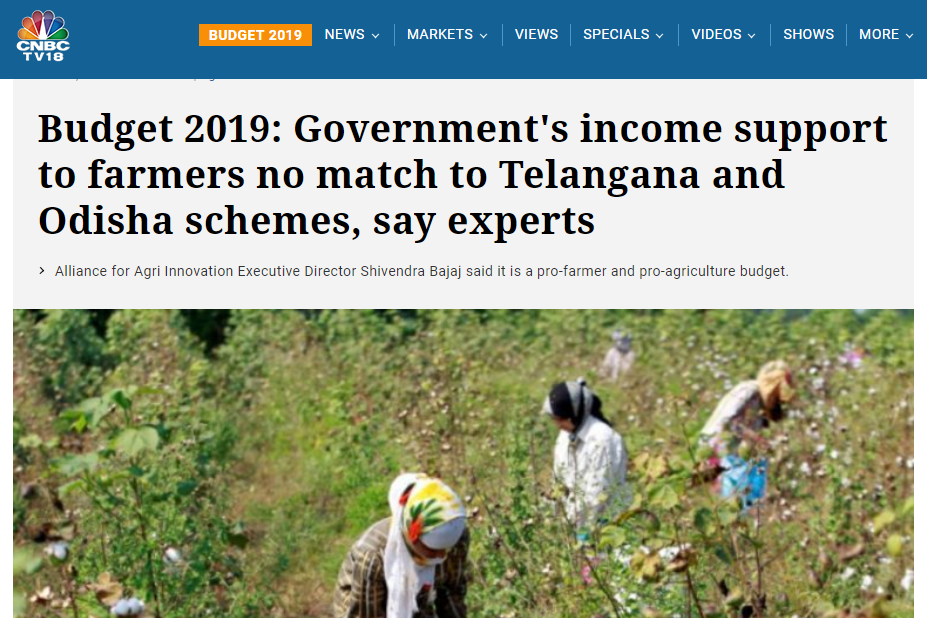 CNBC
TV18
BUDGET 2019 NEWS MARKETS VIEWS SPECIALS VIDEOS SHOWS MORE
Budget 2019: Government's income support
to farmers no match to Telangana and
Odisha schemes, say experts
Alliance for Agri Innovation Executive Director Shivendra Bajaj said it is a pro-farmer and pro-agriculture budget.